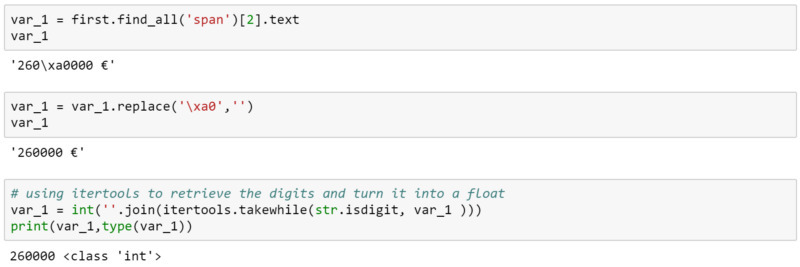 var_1 = first.find_all('span')[2].text
var_1
'260\xa0000 €'
var_1 = var_1.replace('\xa0','')
var_1
'260000 €'
# using itertools to retrieve the digits and turn it into a float
var_1 = int(''.join(itertools.takewhile(str.isdigit, var_1 )))
print(var_1,type(var_1))
260000 <class 'int'>